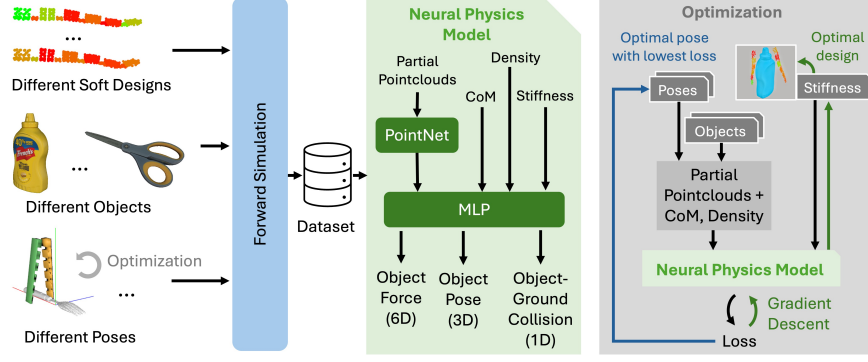 ...
Different Soft Designs
...
Different Objects
Optimization
...
Different Poses
Forward Simulation
Dataset
Neural Physics
Model
Partial
Pointclouds
Density
CoM
Stiffness
PointNet
MLP
Object
Force
(6D)
Object
Pose
(3D)
Object-
Ground
Collision
(1D)
Optimization
Optimal pose
with lowest loss
Optimal
design
Poses
Stiffness
Objects
Partial
Pointclouds +
CoM, Density
Neural Physics Model
Gradient
Descent
Loss